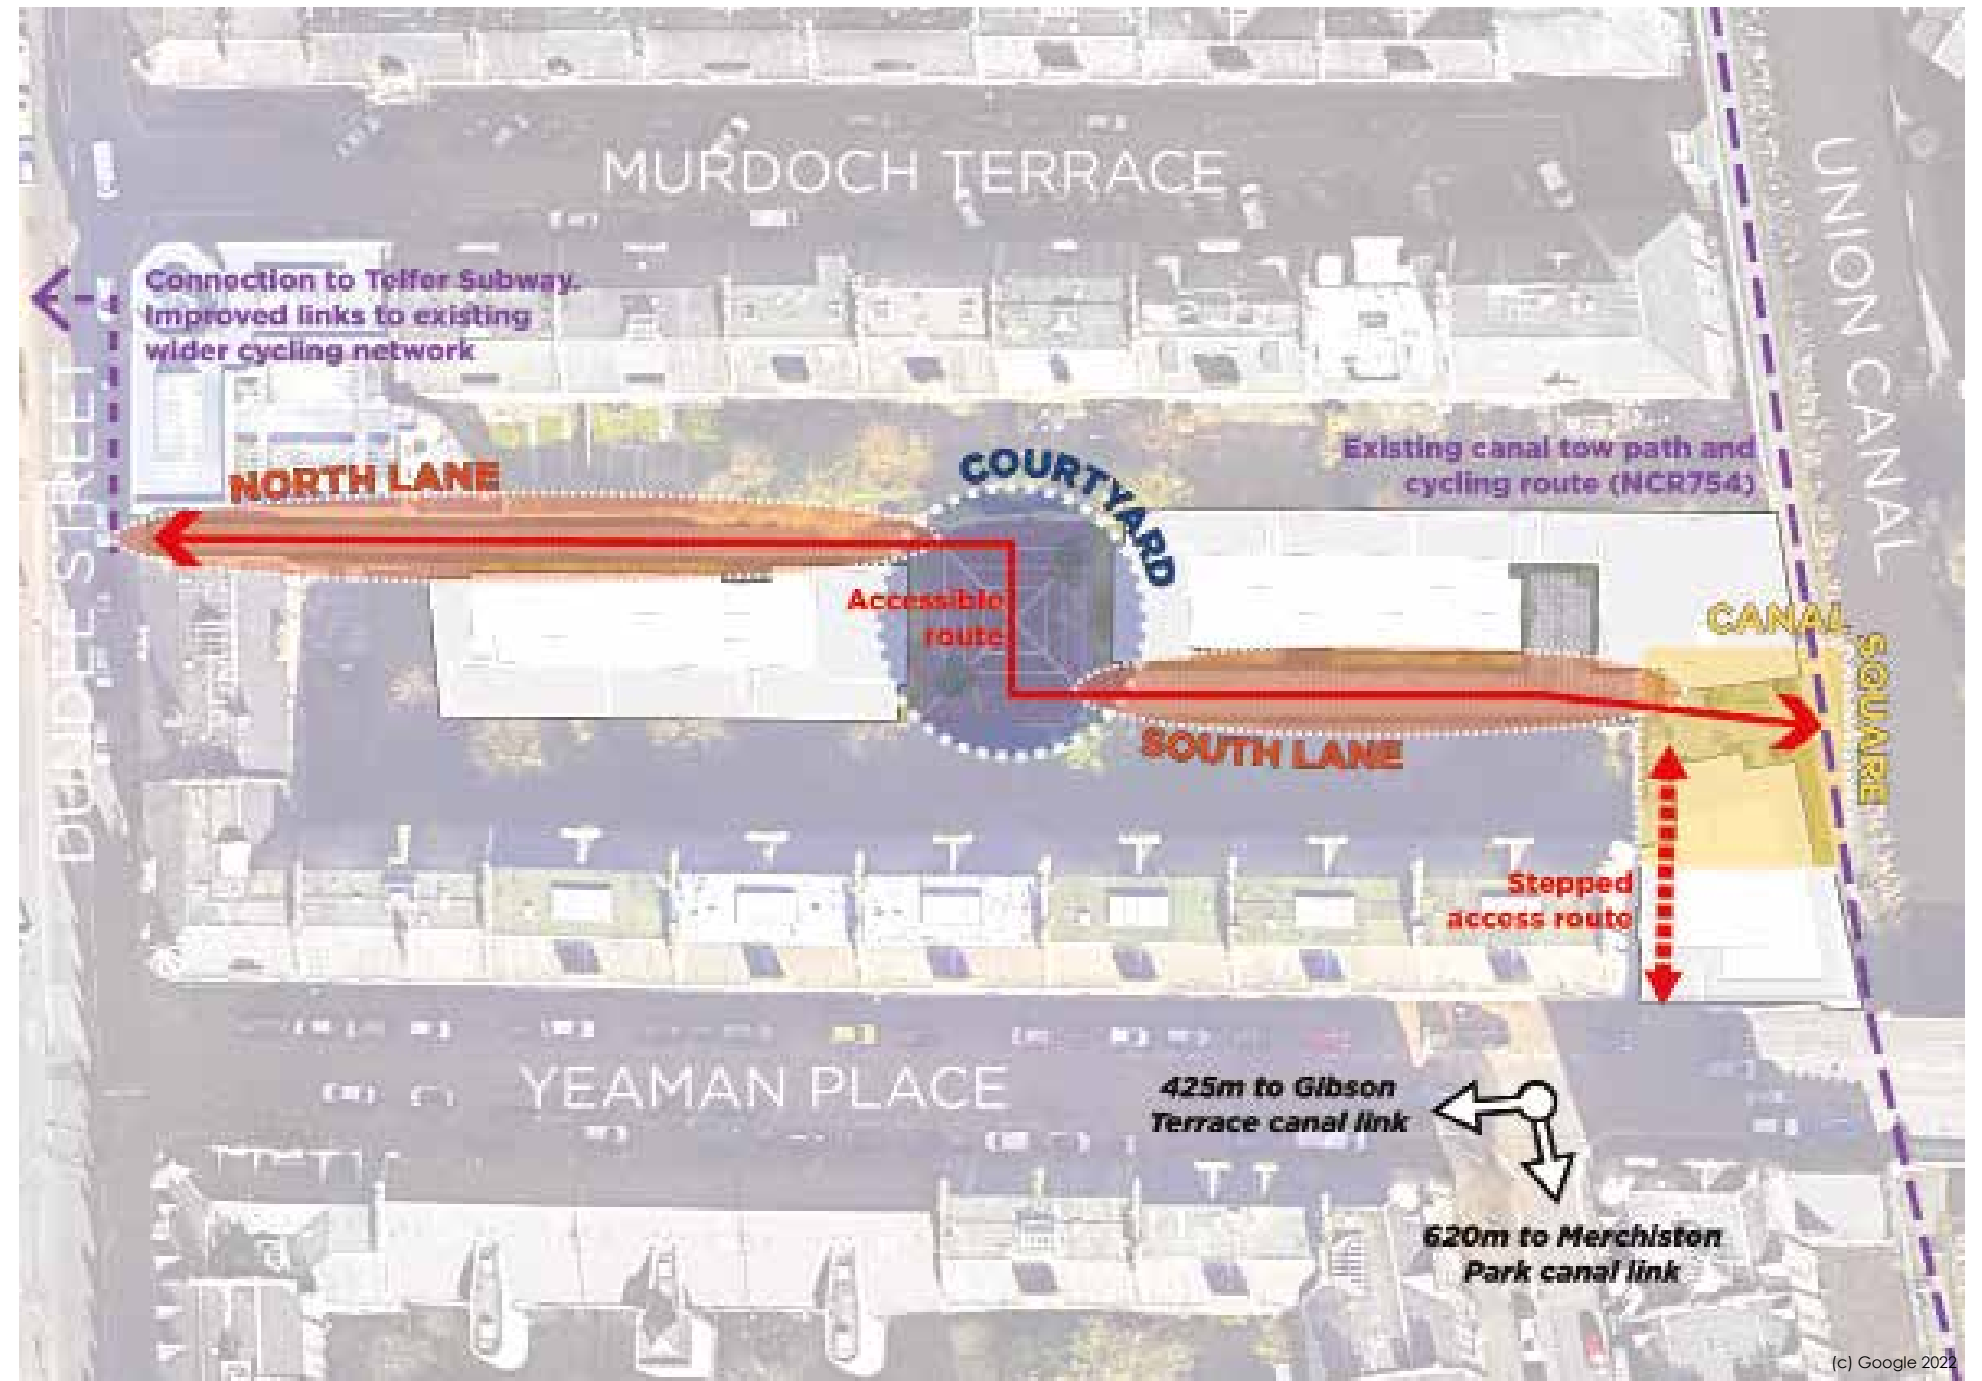 MURDOCH TERRACE
UNION CANAL
Connection to Telfer Subway.
Improved links to existing
wider cycling network
DUNDEE STREET
NORTH LANE
COURTYARD
Existing canal tow path and
cycling route (NCR754)
Accessible
route
CANAL SQUARE
SOUTH LANE
Stepped
access route
YEAMAN PLACE
425m to Gibson
Terrace canal link
620m to Merchiston
Park canal link
(c) Google 2022